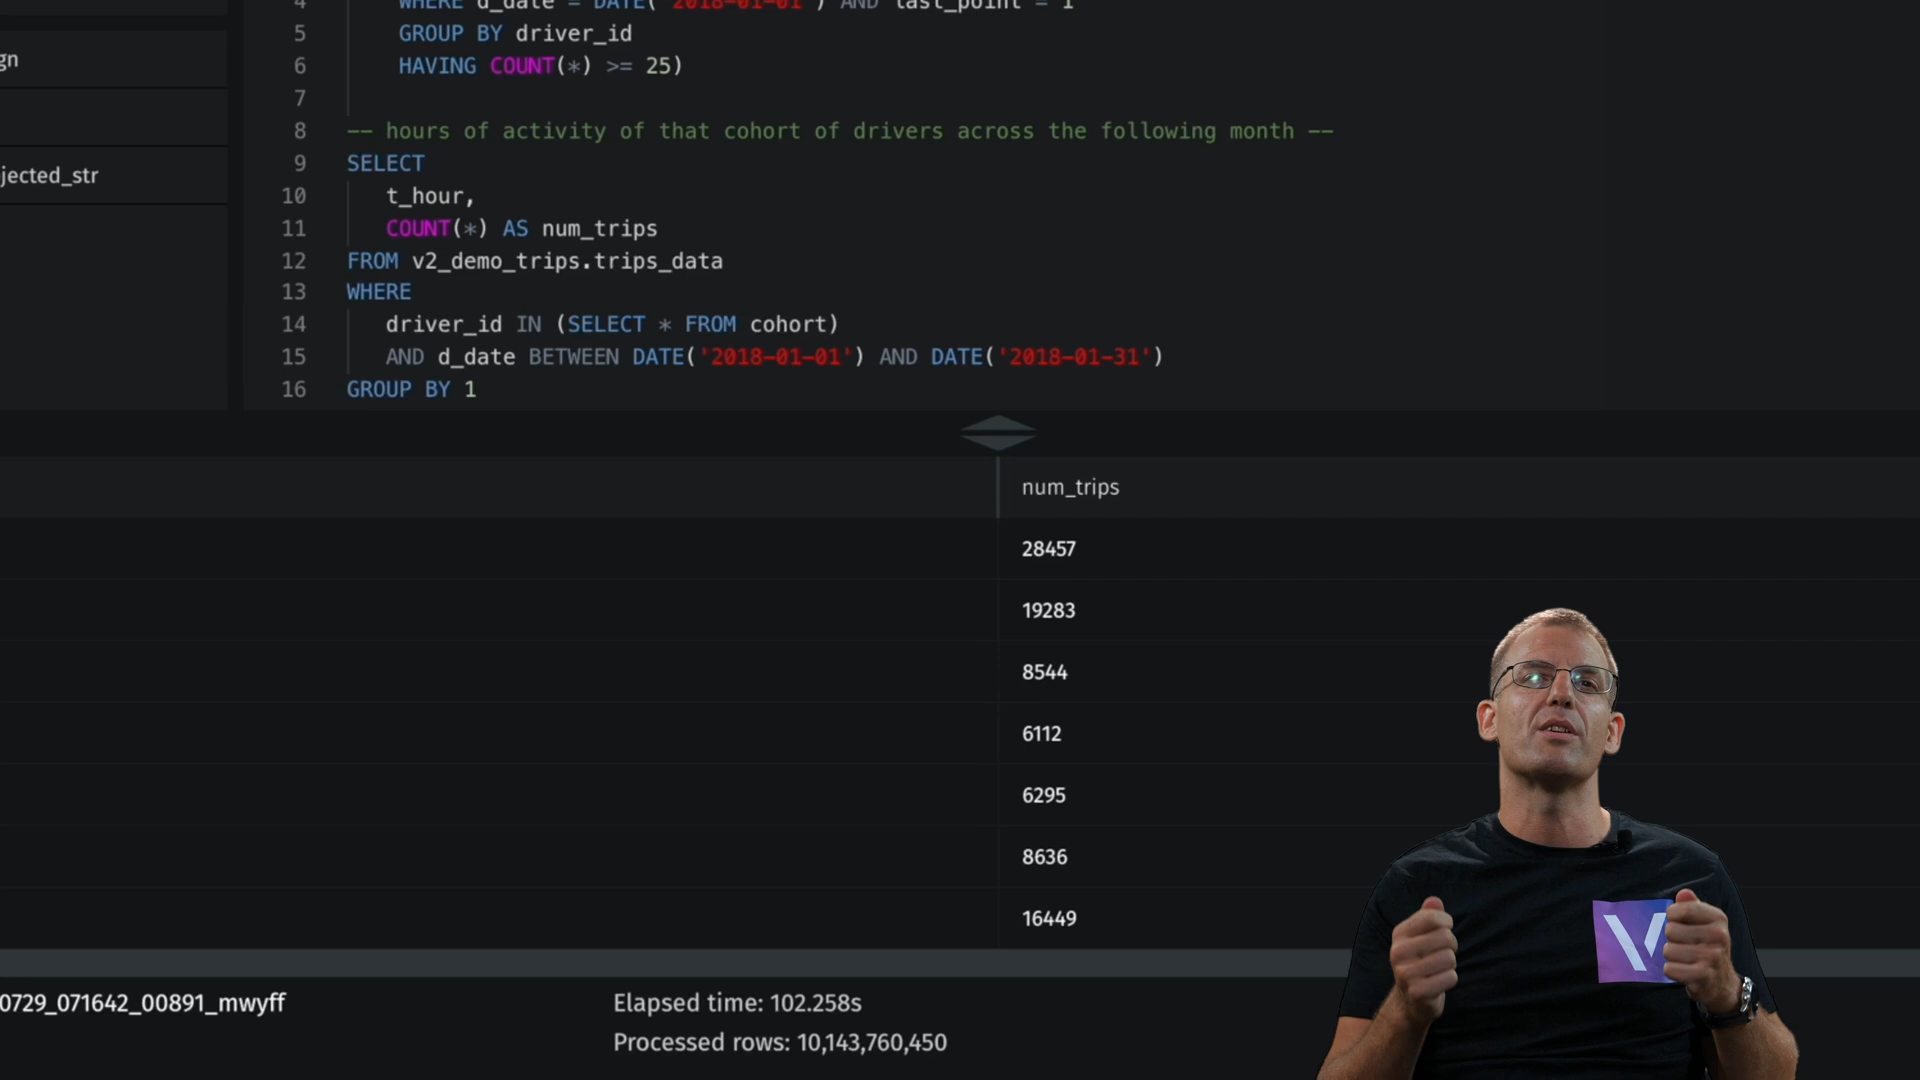 4 WHERE d_date = DATE('2018-01-01') AND last_point = 1
5 GROUP BY driver_id
6 HAVING COUNT(*) >= 25)
7
8 -- hours of activity of that cohort of drivers across the following month --
9 SELECT
10 t_hour,
11 COUNT(*) AS num_trips
12 FROM v2_demo_trips.trips_data
13 WHERE
14 driver_id IN (SELECT * FROM cohort)
15 AND d_date BETWEEN DATE('2018-01-01') AND DATE('2018-01-31')
16 GROUP BY 1
gn
jected_str
num_trips
28457
19283
8544
6112
6295
8636
16449
0729_071642_00891_mwyff
Elapsed time: 102.258s
Processed rows: 10,143,760,450
V